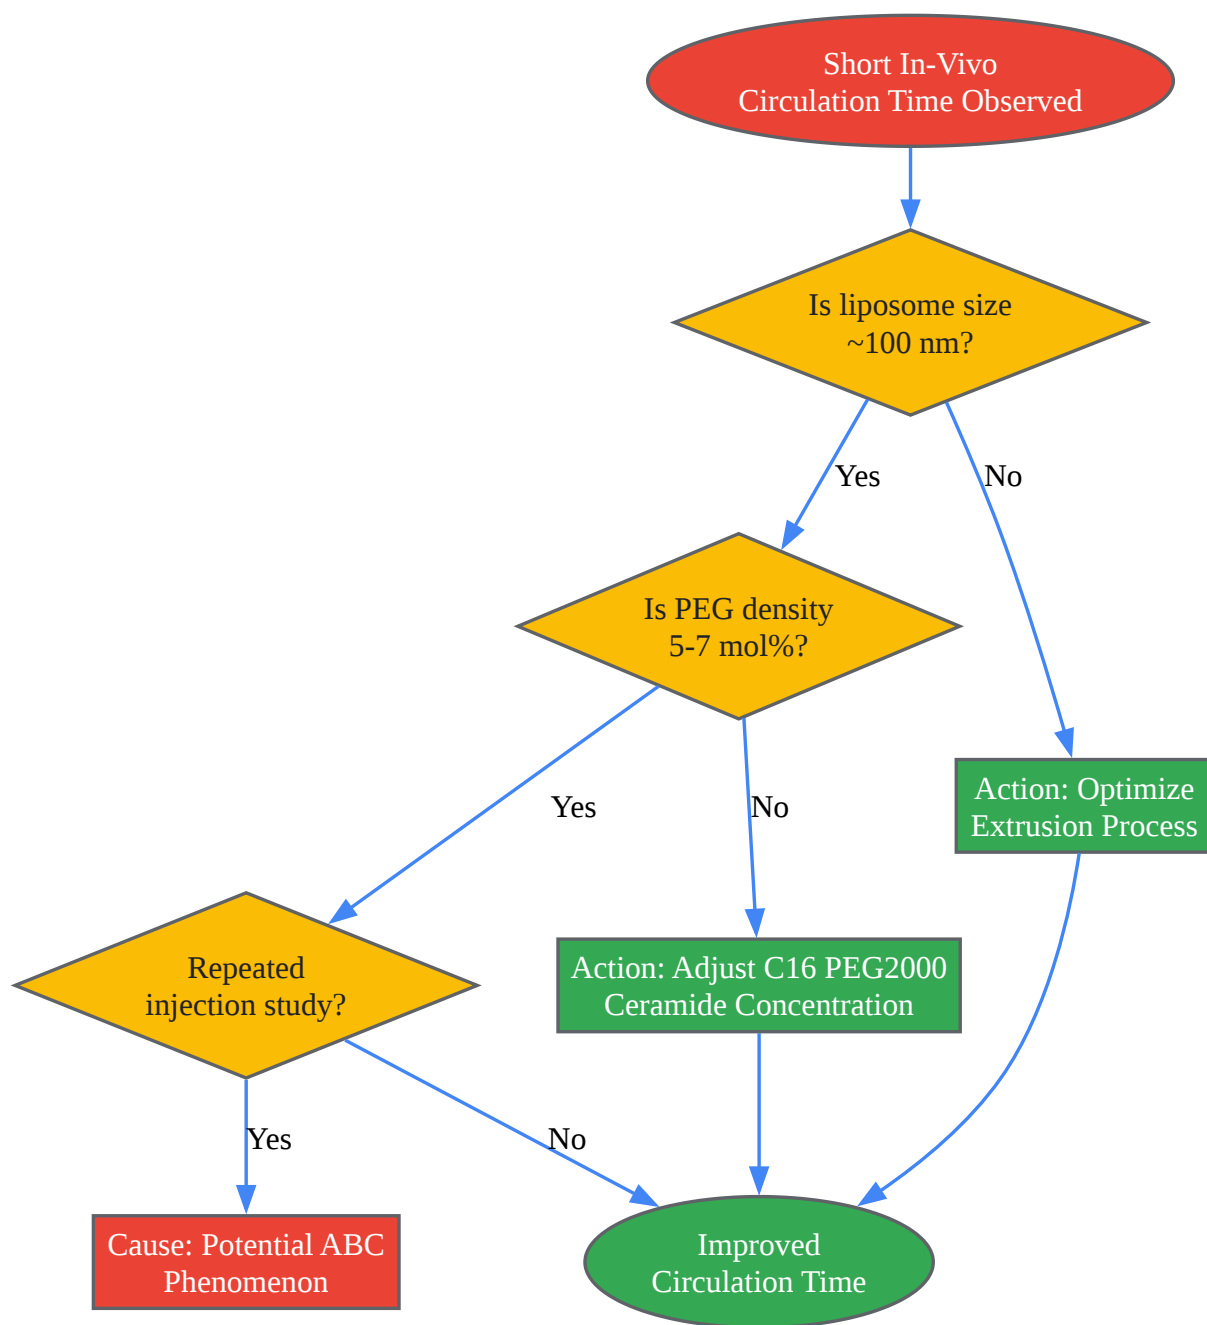 Short In-Vivo
Circulation Time Observed
Is liposome size
~100 nm?
Yes
No
Is PEG density
5-7 mol%?
Yes
No
Action: Optimize
Extrusion Process
Repeated
injection study?
Action: Adjust C16 PEG2000
Ceramide Concentration
Yes
No
Cause: Potential ABC
Phenomenon
Improved
Circulation Time